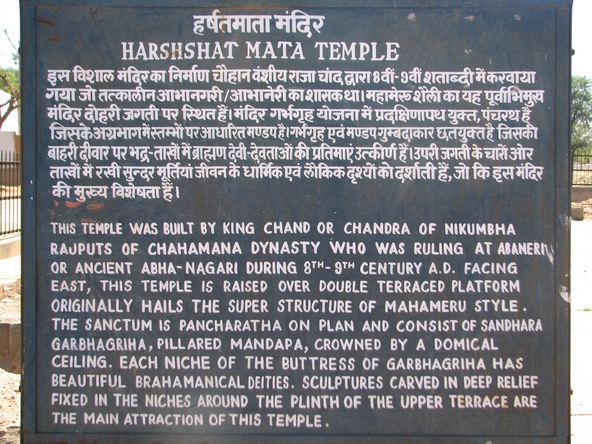 हर्षतमाता मंदिर
HARSHSHAT MATA TEMPLE
इस विशाल मंदिर का निर्माण चौहान वंशीय राजा चांद द्वारा 8वीं-9वीं शताब्दी में करवाया
गया जो तत्कालीन आभानगरी/आभानेरी का शासक था। महामेरू शैली का यह पूर्वाभिमुख
मंदिर दोहरी जगती पर स्थित है। मंदिर गर्भगृह योजना में प्रदक्षिणापथ युक्त, पंचरथ है
जिसके अग्रभाग में स्तम्भों पर आधारित मण्डप है। गर्भगृह एवं मण्डप गुम्बदाकार छतयुक्त है जिसकी
बाहरी दीवार पर भद्र-ताखों में ब्राह्मण देवी-देवताओं की प्रतिमाएं उत्कीर्ण हैं। उपरी जगती के चारों ओर
ताखों में रखी सुन्दर मूर्तियां जीवन के धार्मिक एवं लौकिक दृश्यों को दर्शाती हैं, जो कि इस मंदिर
की मुख्य विशेषता है।
THIS TEMPLE WAS BUILT BY KING CHAND OR CHANDRA OF NIKUMBHA
RAJPUTS OF CHAHAMANA DYNASTY WHO WAS RULING AT ABANERI
OR ANCIENT ABHA-NAGARI DURING 8TH-9TH CENTURY A.D. FACING
EAST, THIS TEMPLE IS RAISED OVER DOUBLE TERRACED PLATFORM
ORIGINALLY HAILS THE SUPER STRUCTURE OF MAHAMERU STYLE.
THE SANCTUM IS PANCHARATHA ON PLAN AND CONSIST OF SANDHARA
GARBHAGRIHA, PILLARED MANDAPA, CROWNED BY A DOMICAL
CEILING. EACH NICHE OF THE BUTTRESS OF GARBHAGRIHA HAS
BEAUTIFUL BRAHAMANICAL DEITIES. SCULPTURES CARVED IN DEEP RELIEF
FIXED IN THE NICHES AROUND THE PLINTH OF THE UPPER TERRACE ARE
THE MAIN ATTRACTION OF THIS TEMPLE.